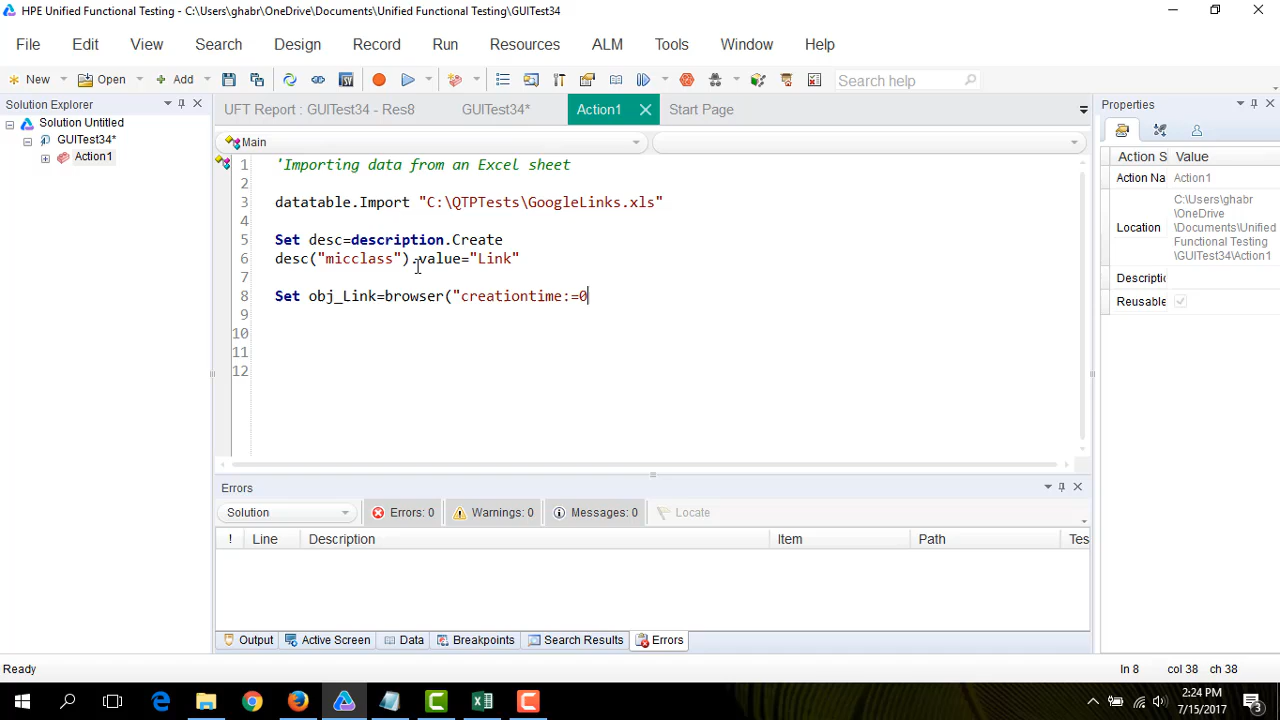 HPE Unified Functional Testing - C:\Users\ghabr\OneDrive\Documents\Unified Functional Testing\GUITest34
File Edit View Search Design Record Run Resources ALM Tools Window Help
New Open Add Search help
Solution Explorer
Solution Untitled
GUITest34*
Action1
UFT Report : GUITest34 - Res8 GUITest34* Action1 Start Page
Main
1 'Importing data from an Excel sheet
2
3 datatable.Import "C:\QTPTests\GoogleLinks.xls"
4
5 Set desc=description.Create
6 desc("micclass").value="Link"
7
8 Set obj_Link=browser("creationtime:=0
9
10
11
12
Properties
Action S Value
Action Na Action1
Location C:\Users\ghabr
\OneDrive
\Documents\Unified
Functional Testing
\GUITest34\Action1
Descriptic
Reusable
Errors
Solution Errors: 0 Warnings: 0 Messages: 0 Locate
! Line Description Item Path Tes
Output Active Screen Data Breakpoints Search Results Errors
Ready ln 8 col 38 ch 38
2:24 PM
7/15/2017
3